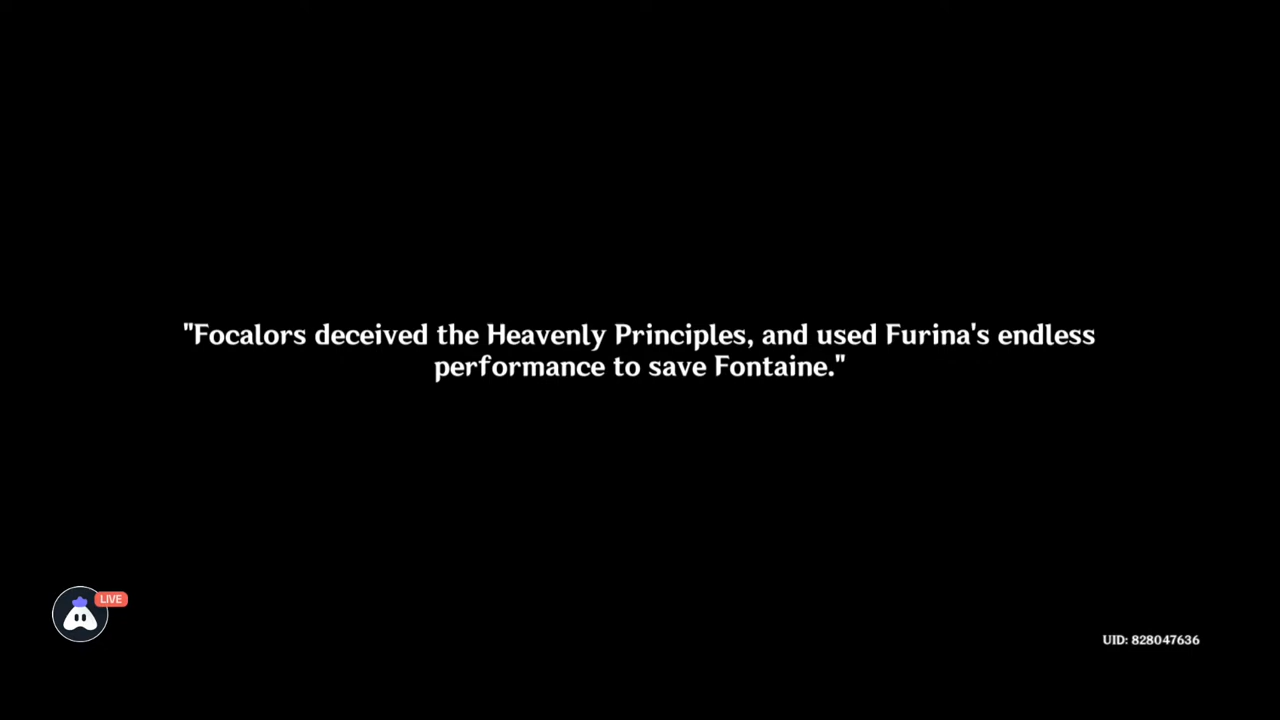 "Focalors deceived the Heavenly Principles, and used Furina's endless
performance to save Fontaine."
LIVE
UID: 828047636